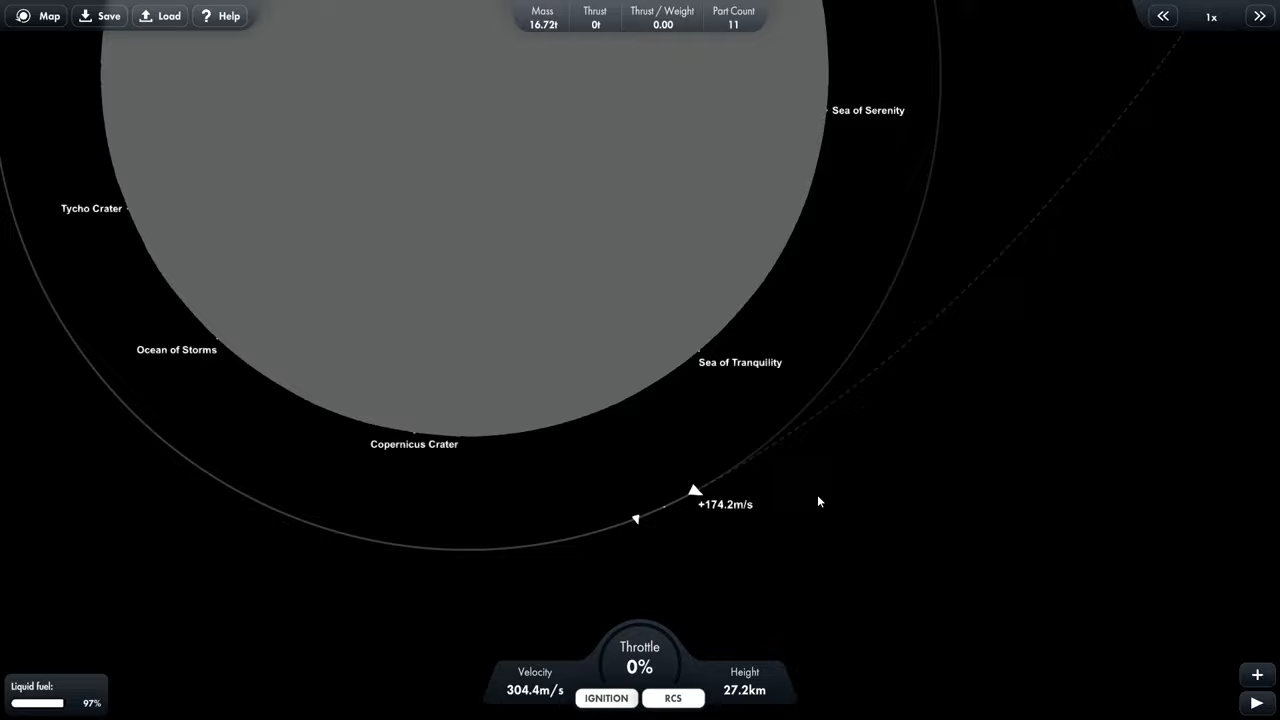 Map
Save
Load
? Help
Mass
16.72t
Thrust
0t
Thrust / Weight
0.00
Part Count
11
1x
Sea of Serenity
Tycho Crater
Ocean of Storms
Sea of Tranquility
Copernicus Crater
+174.2m/s
Throttle
0%
Velocity
304.4m/s
IGNITION
RCS
Height
27.2km
Liquid fuel:
97%